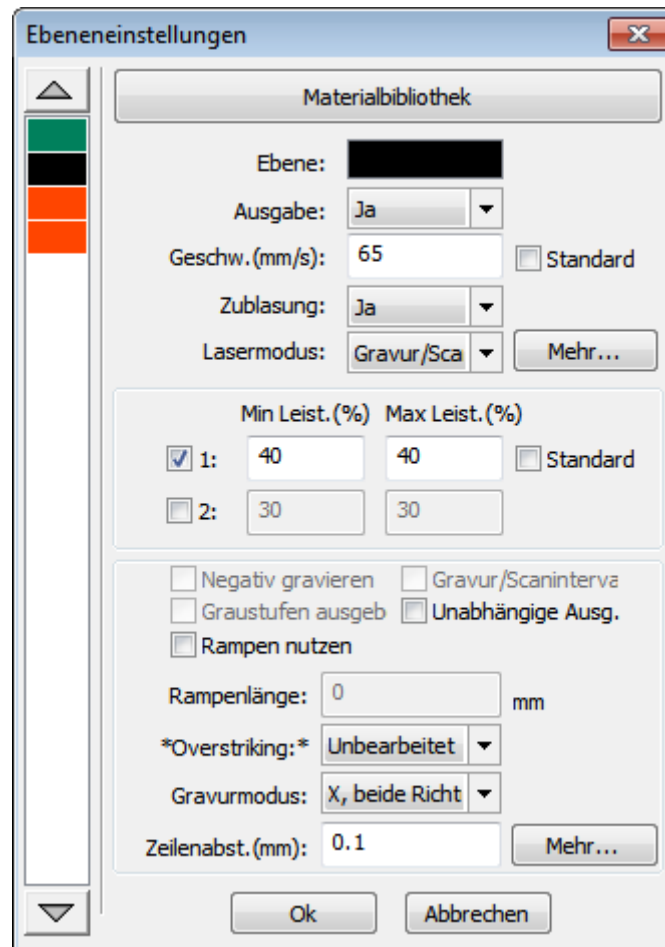 Ebeneneinstellungen
Materialbibliothek
Ebene:
Ausgabe: Ja
Geschw.(mm/s): 65 Standard
Zublasung: Ja
Lasermodus: Gravur/Sca Mehr...
Min Leist.(%) Max Leist.(%)
1: 40 40 Standard
2: 30 30
Negativ gravieren Gravur/Scaninterva
Graustufen ausgeb Unabhängige Ausg.
Rampen nutzen
Rampenlänge: 0 mm
*Overstriking:* Unbearbeitet
Gravurmodus: X, beide Richt
Zeilenabst.(mm): 0.1 Mehr...
Ok Abbrechen